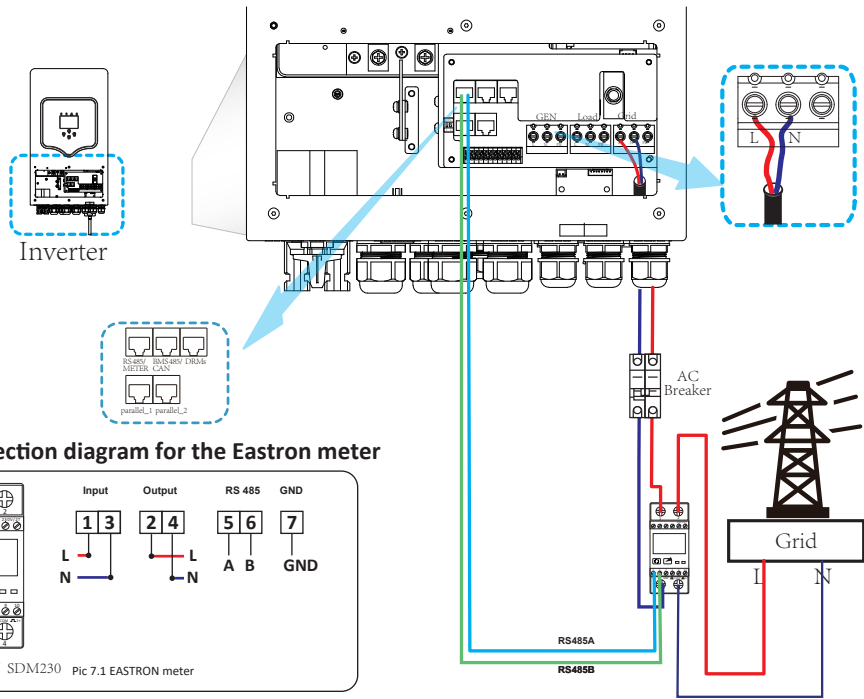 GEN Load Grid
L N
Inverter
RS485/ BMS485/ DRMs
METER CAN
parallel_1 parallel_2
AC
Breaker
ection diagram for the Eastron meter
Input Output RS 485 GND
1 3 2 4 5 6 7
L L A B GND
N N
2
4
SDM230 Pic 7.1 EASTRON meter
Grid
L N
RS485A
RS485B